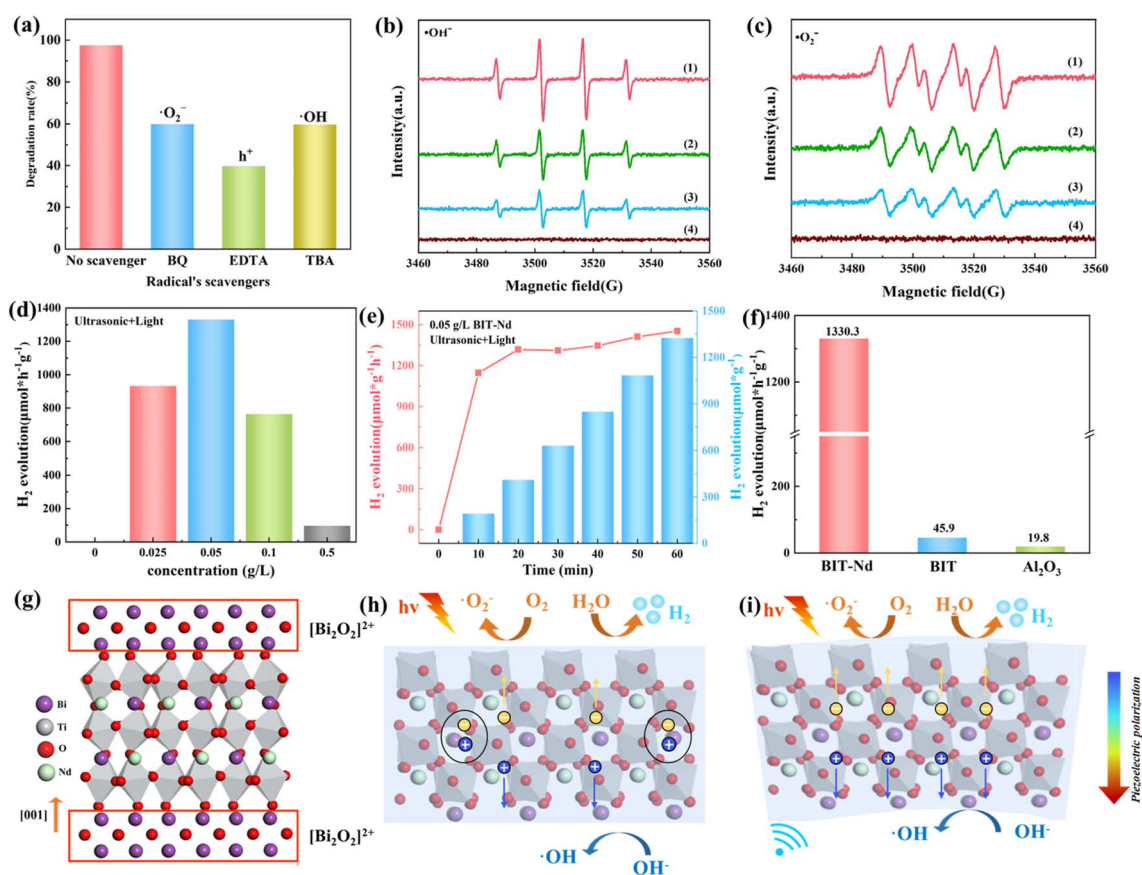 (a)
100
80
60
40
20
0
Degradation rate(%)
·O₂⁻
h⁺
·OH
No scavenger BQ EDTA TBA
Radical's scavengers
(b)
•OH⁻
(1)
(2)
(3)
(4)
Intensity(a.u.)
3460 3480 3500 3520 3540 3560
Magnetic field(G)
(c)
•O₂⁻
(1)
(2)
(3)
(4)
Intensity(a.u.)
3460 3480 3500 3520 3540 3560
Magnetic field(G)
(d)
Ultrasonic+Light
1400
1200
1000
800
600
400
200
0
H₂ evolution(μmol*h⁻¹g⁻¹)
0 0.025 0.05 0.1 0.5
concentration (g/L)
(e)
0.05 g/L BIT-Nd
Ultrasonic+Light
1500
1200
900
600
300
0
H₂ evolution(μmol*g⁻¹h⁻¹)
1500
1200
900
600
300
0
H₂ evolution(μmol*g⁻¹h⁻¹)
0 10 20 30 40 50 60
Time (min)
(f)
1400
1200
200
0
H₂ evolution(μmol*h⁻¹g⁻¹)
1330.3
45.9
19.8
BIT-Nd BIT Al₂O₃
(g)
[Bi₂O₂]²⁺
Bi
Ti
O
Nd
[001]
[Bi₂O₂]²⁺
(h)
hv
·O₂⁻ O₂ H₂O H₂
·OH OH⁻
(i)
hv
·O₂⁻ O₂ H₂O H₂
Piezoelectric polarization
·OH OH⁻